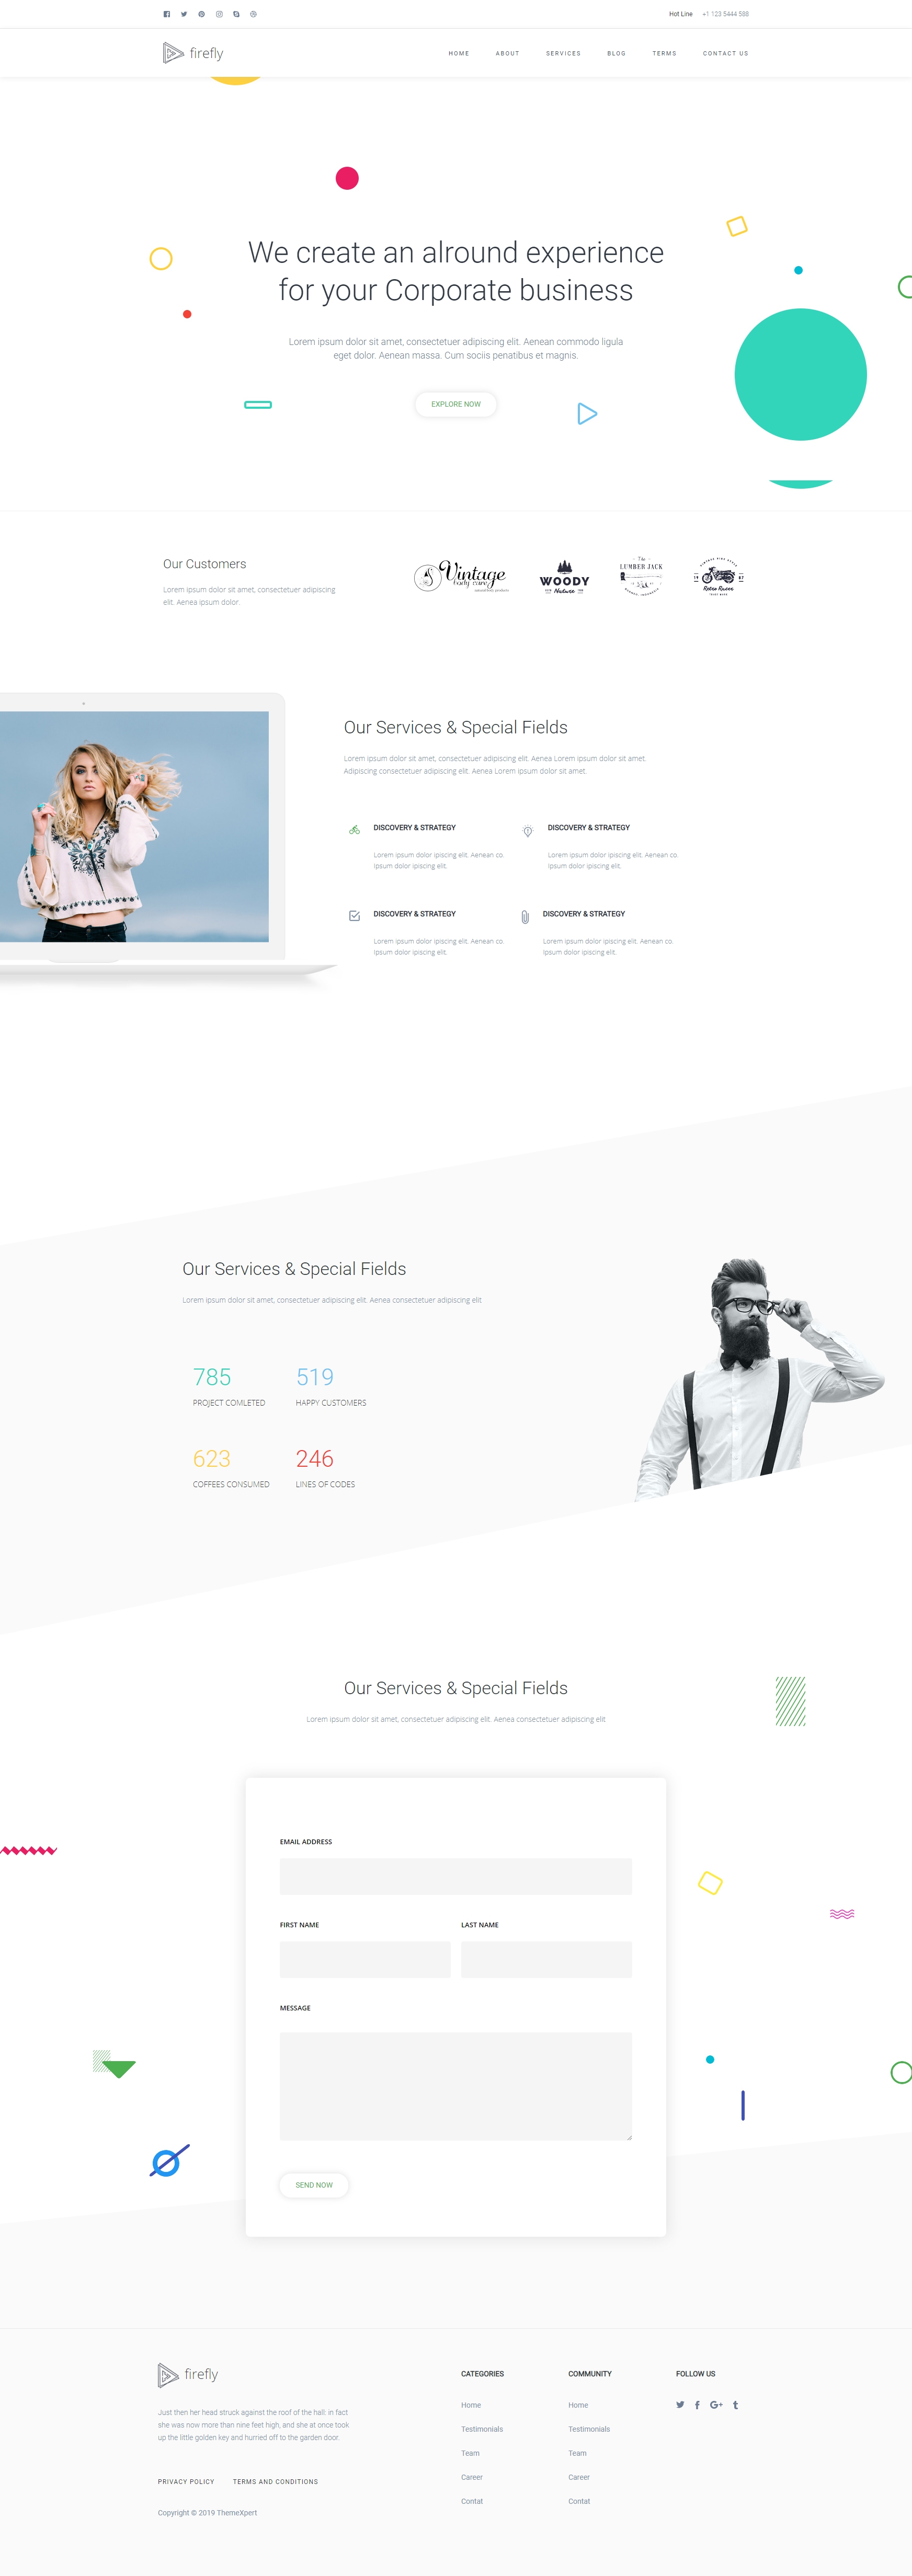 Hot Line +1 123 5444 588
firefly
HOME ABOUT SERVICES BLOG TERMS CONTACT US
We create an alround experience
for your Corporate business
Lorem ipsum dolor sit amet, consectetuer adipiscing elit. Aenean commodo ligula
eget dolor. Aenean massa. Cum sociis penatibus et magnis.
EXPLORE NOW
Our Customers
Lorem ipsum dolor sit amet, consectetuer adipiscing
elit. Aenea ipsum dolor.
Vintage
body care
WOODY
Nature
The
LUMBER JACK
Retro Racer
Our Services & Special Fields
Lorem ipsum dolor sit amet, consectetuer adipiscing elit. Aenea Lorem ipsum dolor sit amet.
Adipiscing consectetuer adipiscing elit. Aenea Lorem ipsum dolor sit amet.
DISCOVERY & STRATEGY
Lorem ipsum dolor ipiscing elit. Aenean co.
Ipsum dolor ipiscing elit.
DISCOVERY & STRATEGY
Lorem ipsum dolor ipiscing elit. Aenean co.
Ipsum dolor ipiscing elit.
DISCOVERY & STRATEGY
Lorem ipsum dolor ipiscing elit. Aenean co.
Ipsum dolor ipiscing elit.
DISCOVERY & STRATEGY
Lorem ipsum dolor ipiscing elit. Aenean co.
Ipsum dolor ipiscing elit.
Our Services & Special Fields
Lorem ipsum dolor sit amet, consectetuer adipiscing elit. Aenea consectetuer adipiscing elit
785
PROJECT COMLETED
519
HAPPY CUSTOMERS
623
COFFEES CONSUMED
246
LINES OF CODES
Our Services & Special Fields
Lorem ipsum dolor sit amet, consectetuer adipiscing elit. Aenea consectetuer adipiscing elit
EMAIL ADDRESS
FIRST NAME
LAST NAME
MESSAGE
SEND NOW
firefly
Just then her head struck against the roof of the hall: in fact
she was now more than nine feet high, and she at once took
up the little golden key and hurried off to the garden door.
PRIVACY POLICY TERMS AND CONDITIONS
Copyright © 2019 ThemeXpert
CATEGORIES
Home
Testimonials
Team
Career
Contat
COMMUNITY
Home
Testimonials
Team
Career
Contat
FOLLOW US